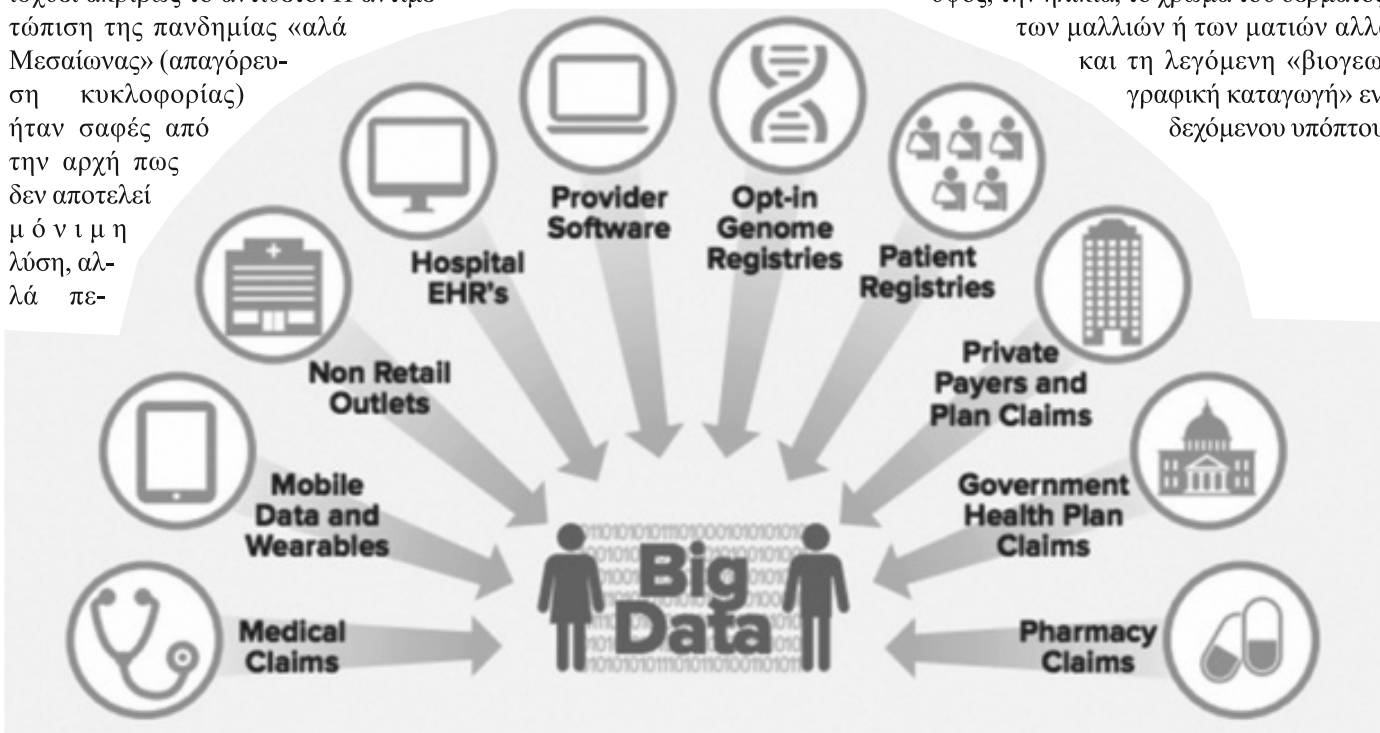 τώπιση της πανδημίας «αλά
Μεσαίωνας» (απαγόρευ-
ση κυκλοφορίας)
ήταν σαφές από
την αρχή πως
δεν αποτελεί
μόνιμη
λύση, αλ-
λά πε-
των μαλλιών ή των ματιών αλλά
και τη λεγόμενη «βιογεω-
γραφική καταγωγή» εν-
δεχόμενου υπόπτου
Provider
Software
Opt-in
Genome
Registries
Hospital
EHR's
Patient
Registries
Non Retail
Outlets
Private
Payers and
Plan Claims
Mobile
Data and
Wearables
Government
Health Plan
Claims
Medical
Claims
Big
Data
Pharmacy
Claims